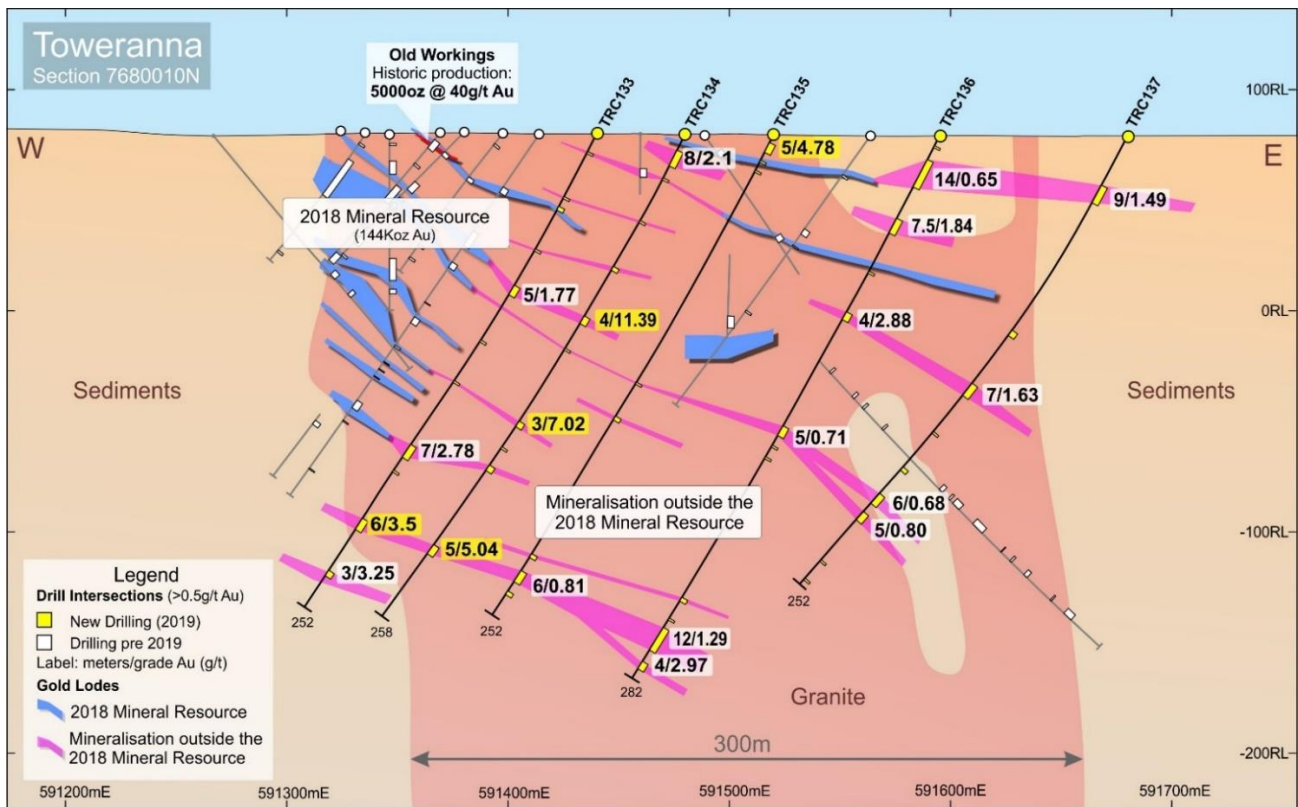 Toweranna
Section 7680010N
Old Workings
Historic production:
5000oz @ 40g/t Au
TRC133
TRC134
TRC135
TRC136
TRC137
100RL
W
E
8/2.1
5/4.78
14/0.65
9/1.49
7.5/1.84
2018 Mineral Resource
(144Koz Au)
5/1.77
4/11.39
4/2.88
0RL
Sediments
Sediments
7/1.63
3/7.02
5/0.71
7/2.78
Mineralisation outside the
2018 Mineral Resource
6/0.68
5/0.80
6/3.5
5/5.04
-100RL
3/3.25
6/0.81
252
258
252
252
12/1.29
4/2.97
282
Granite
Legend
Drill Intersections (>0.5g/t Au)
New Drilling (2019)
Drilling pre 2019
Label: meters/grade Au (g/t)
Gold Lodes
2018 Mineral Resource
Mineralisation outside the
2018 Mineral Resource
300m
-200RL
591200mE
591300mE
591400mE
591500mE
591600mE
591700mE